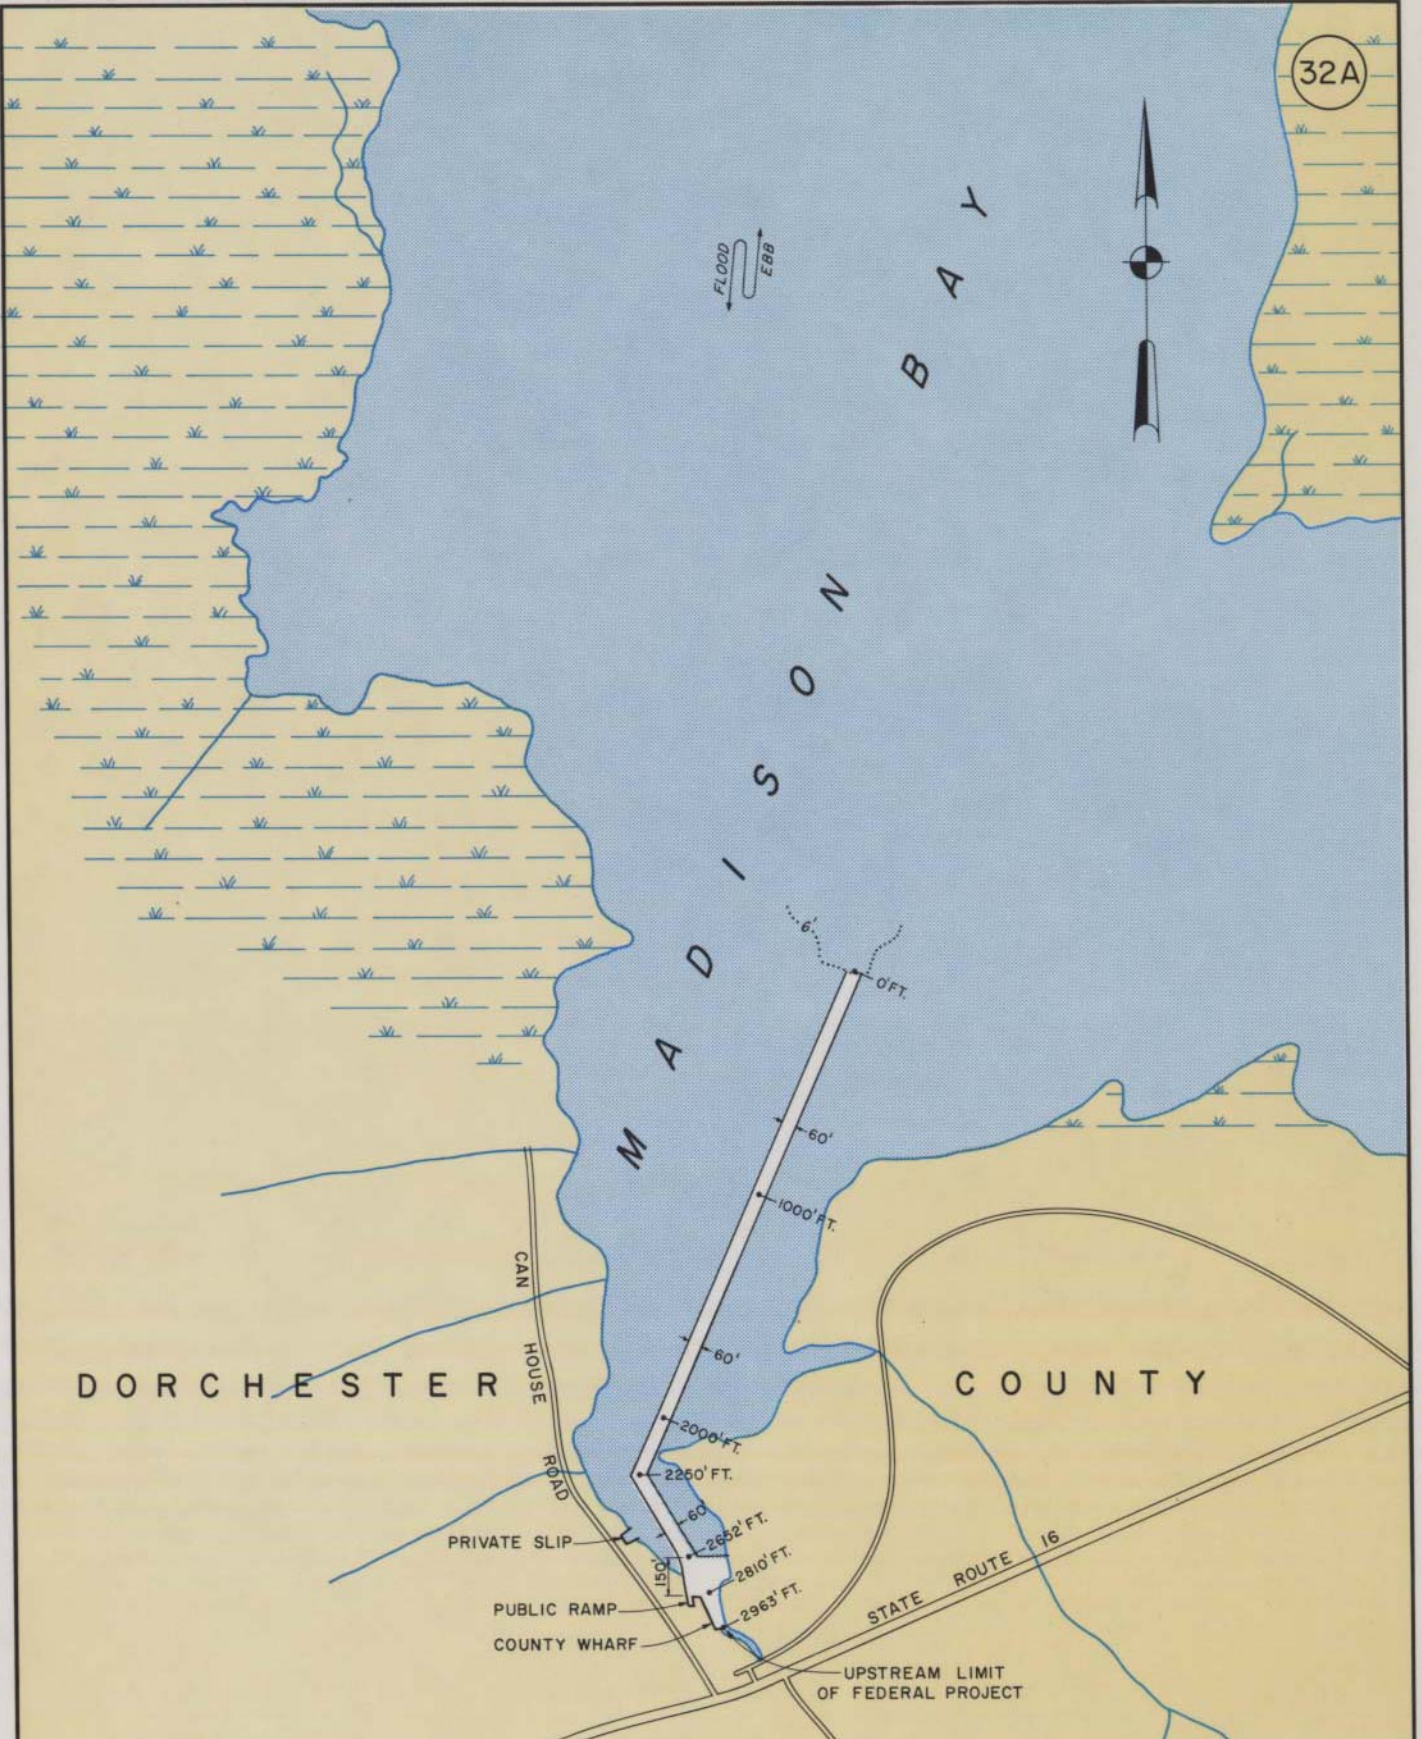 32A
FLOOD
EBB
MADISON BAY
6'
0' FT.
60'
1000' FT.
CAN HOUSE ROAD
60'
DORCHESTER COUNTY
2000' FT.
2250' FT.
60'
PRIVATE SLIP
2652' FT.
150'
2810' FT.
STATE ROUTE 16
PUBLIC RAMP
2963' FT.
COUNTY WHARF
UPSTREAM LIMIT
OF FEDERAL PROJECT